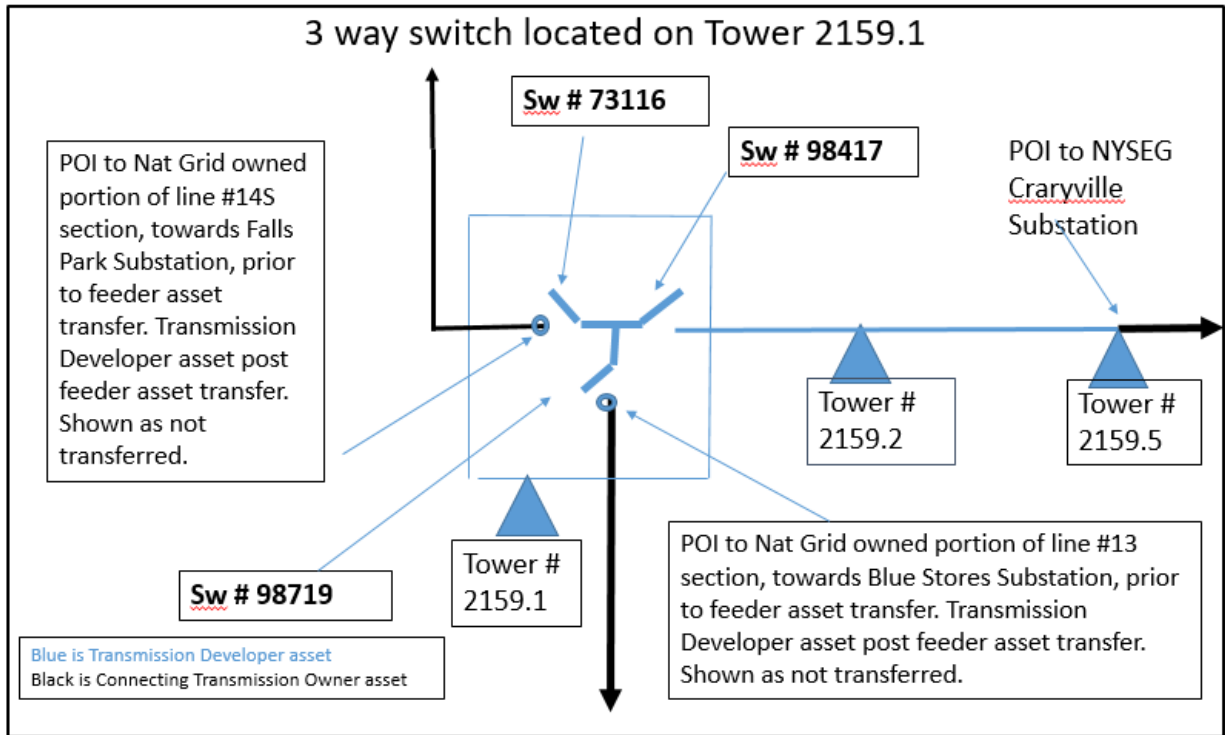 3 way switch located on Tower 2159.1
Sw # 73116
Sw # 98417
POI to Nat Grid owned
portion of line #14S
section, towards Falls
Park Substation, prior
to feeder asset
transfer. Transmission
Developer asset post
feeder asset transfer.
Shown as not
transferred.
POI to NYSEG
Craryville
Substation
Tower #
2159.2
Tower #
2159.5
Tower #
2159.1
Sw # 98719
POI to Nat Grid owned portion of line #13
section, towards Blue Stores Substation, prior
to feeder asset transfer. Transmission
Developer asset post feeder asset transfer.
Shown as not transferred.
Blue is Transmission Developer asset
Black is Connecting Transmission Owner asset